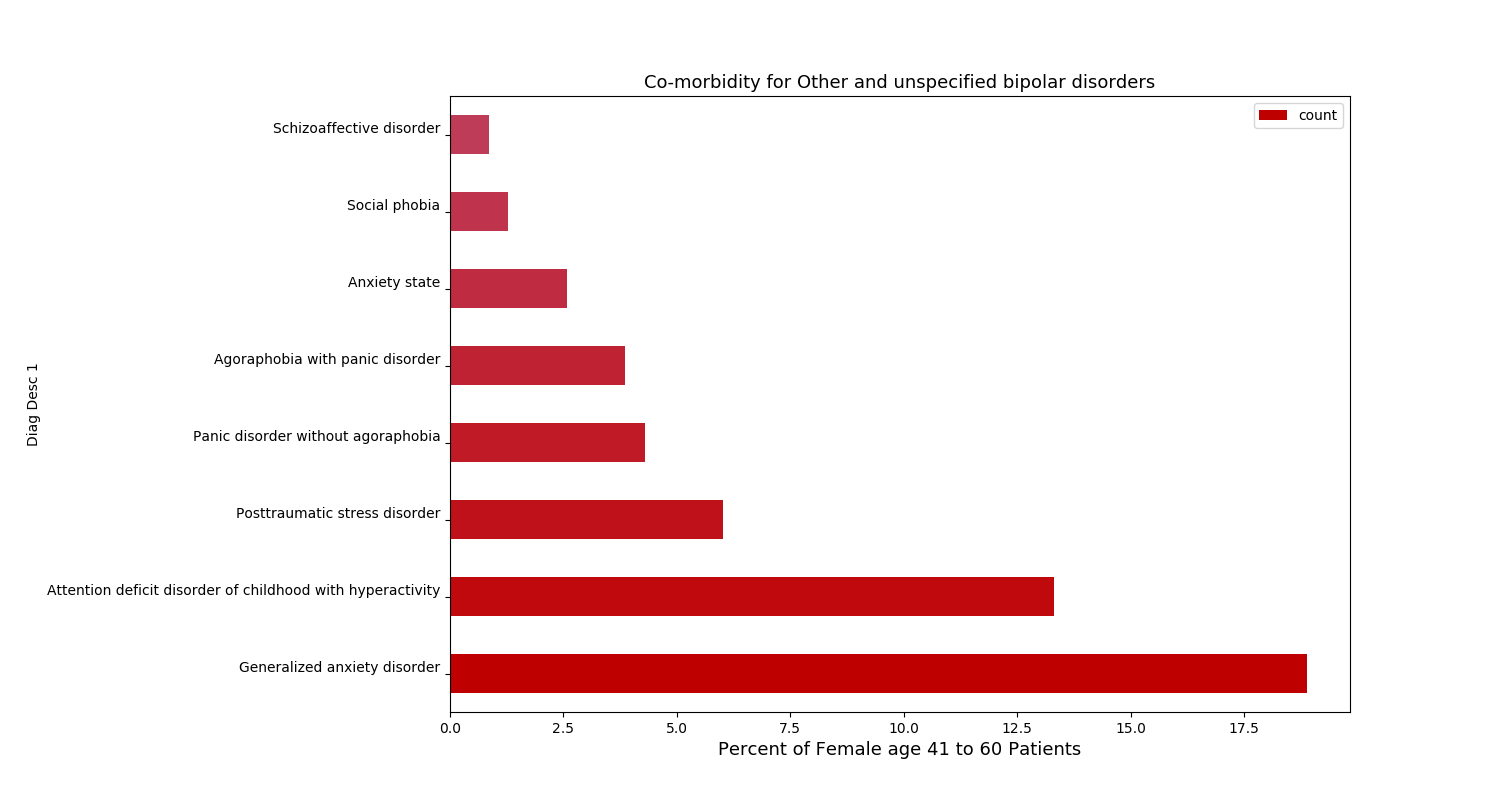 Co-morbidity for Other and unspecified bipolar disorders
count
Diag Desc 1
Schizoaffective disorder
Social phobia
Anxiety state
Agoraphobia with panic disorder
Panic disorder without agoraphobia
Posttraumatic stress disorder
Attention deficit disorder of childhood with hyperactivity
Generalized anxiety disorder
0.0 2.5 5.0 7.5 10.0 12.5 15.0 17.5
Percent of Female age 41 to 60 Patients